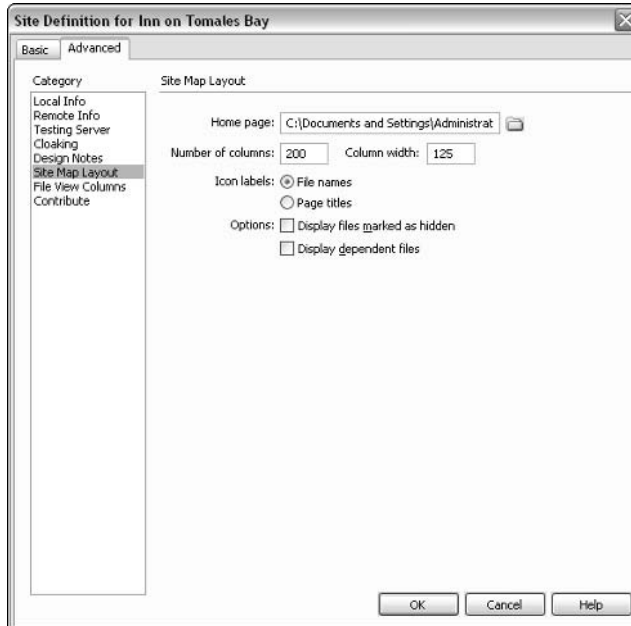 Site Definition for Inn on Tomales Bay
Basic
Advanced
Category
Local Info
Remote Info
Testing Server
Cloaking
Design Notes
Site Map Layout
File View Columns
Contribute
Site Map Layout
Home page: C:\Documents and Settings\Administrat
Number of columns: 200 Column width: 125
Icon labels: File names
Page titles
Options: Display files marked as hidden
Display dependent files
OK Cancel Help